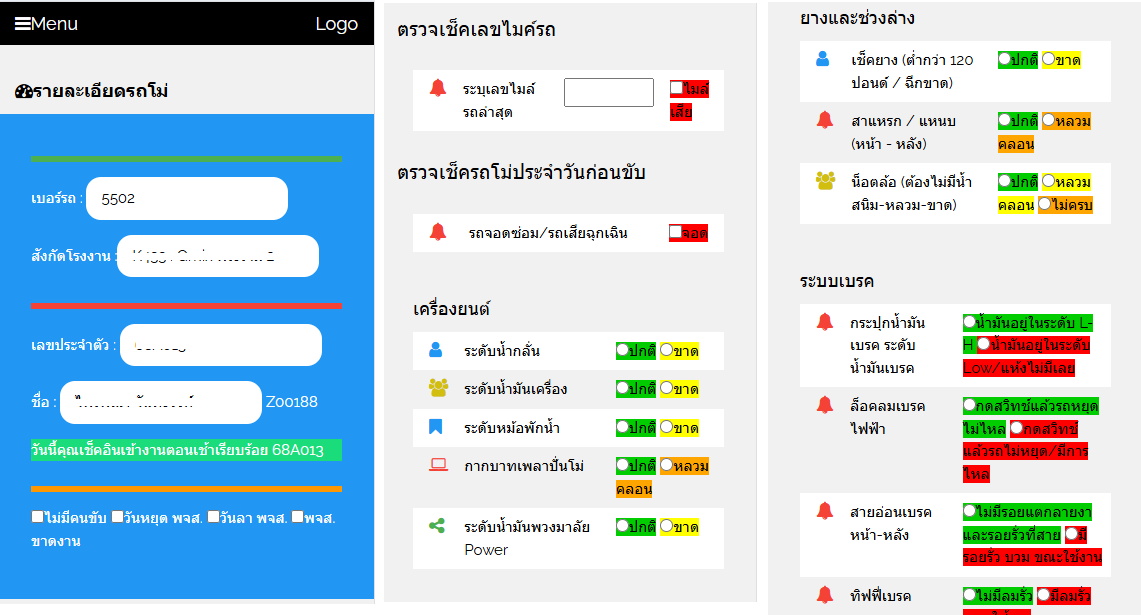 Menu Logo
รายละเอียดรถโม่
เบอร์รถ : 5502
สังกัดโรงงาน :
เลขประจำตัว :
ชื่อ : Z00188
วันนี้คุณเช็คอินเข้างานตอนเช้าเรียบร้อย 68A013
ไม่มีคนขับ วันหยุด พจส. วันลา พจส. พจส.
ขาดงาน
ตรวจเช็คเลขไมค์รถ
ระบุเลขไมล์
รถล่าสุด
ไมล์
เสีย
ตรวจเช็ครถโม่ประจำวันก่อนขับ
รถจอดซ่อม/รถเสียฉุกเฉิน จอด
เครื่องยนต์
ระดับน้ำกลั่น ปกติ ขาด
ระดับน้ำมันเครื่อง ปกติ ขาด
ระดับหม้อพักน้ำ ปกติ ขาด
กากบาทเพลาปั่นโม่ ปกติ หลวม
คลอน
ระดับน้ำมันพวงมาลัย ปกติ ขาด
Power
ยางและช่วงล่าง
เช็คยาง (ต่ำกว่า 120 ปกติ ขาด
ปอนด์ / ฉีกขาด)
สาแหรก / แหนบ ปกติ หลวม
(หน้า - หลัง) คลอน
น็อตล้อ (ต้องไม่มีน้ำ ปกติ หลวม
สนิม-หลวม-ขาด) คลอน ไม่ครบ
ระบบเบรค
กระปุกน้ำมัน น้ำมันอยู่ในระดับ L-
เบรค ระดับ H น้ำมันอยู่ในระดับ
น้ำมันเบรค Low/แห้งไม่มีเลย
ล็อคลมเบรค กดสวิทช์แล้วรถหยุด
ไฟฟ้า ไม่ไหล กดสวิทช์
แล้วรถไม่หยุด/มีการ
ไหล
สายอ่อนเบรค ไม่มีรอยแตกลายงา
หน้า-หลัง และรอยรั่วที่สาย มี
รอยรั่ว บวม ขณะใช้งาน
ทิฟฟี่เบรค ไม่มีลมรั่ว มีลมรั่ว